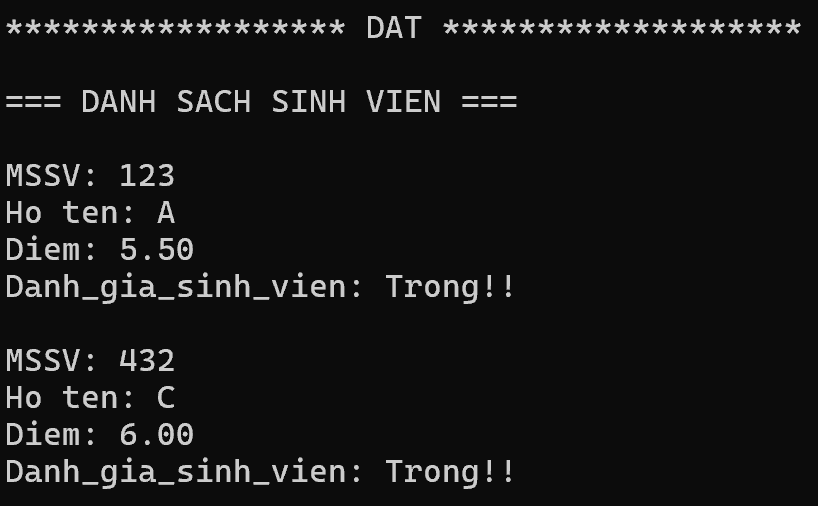 ****************** DAT *******************
=== DANH SACH SINH VIEN ===
MSSV: 123
Ho ten: A
Diem: 5.50
Danh_gia_sinh_vien: Trong!!
MSSV: 432
Ho ten: C
Diem: 6.00
Danh_gia_sinh_vien: Trong!!